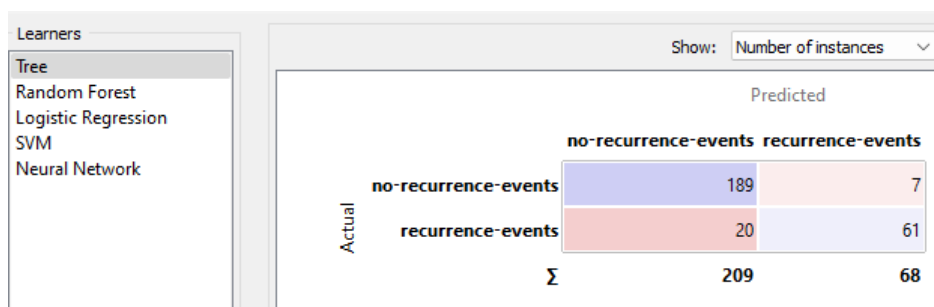 Learners
Tree
Random Forest
Logistic Regression
SVM
Neural Network
Show: Number of instances
Predicted
no-recurrence-events recurrence-events
Actual
no-recurrence-events 189 7
recurrence-events 20 61
Σ 209 68